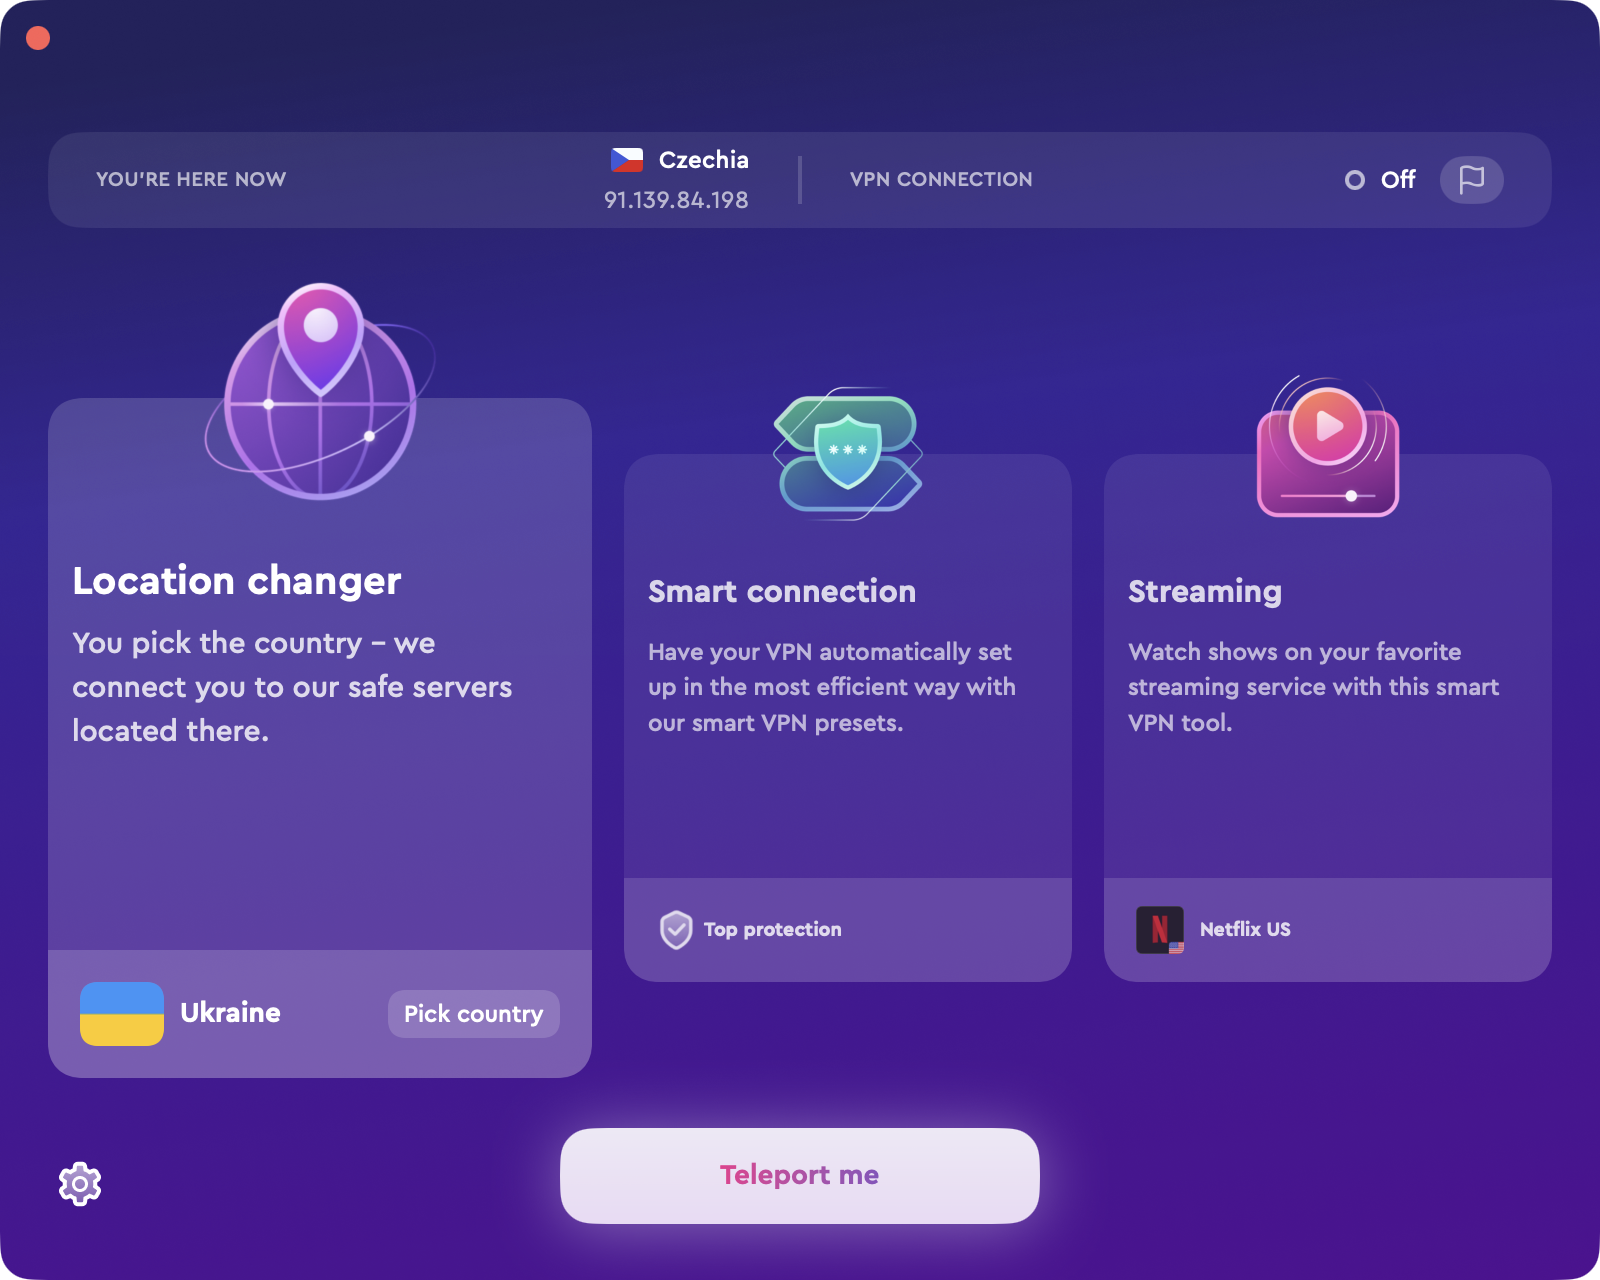 YOU'RE HERE NOW
Czechia
91.139.84.198
VPN CONNECTION
Off
Location changer
You pick the country – we
connect you to our safe servers
located there.
Ukraine
Pick country
Smart connection
Have your VPN automatically set
up in the most efficient way with
our smart VPN presets.
Top protection
Streaming
Watch shows on your favorite
streaming service with this smart
VPN tool.
N
Netflix US
Teleport me